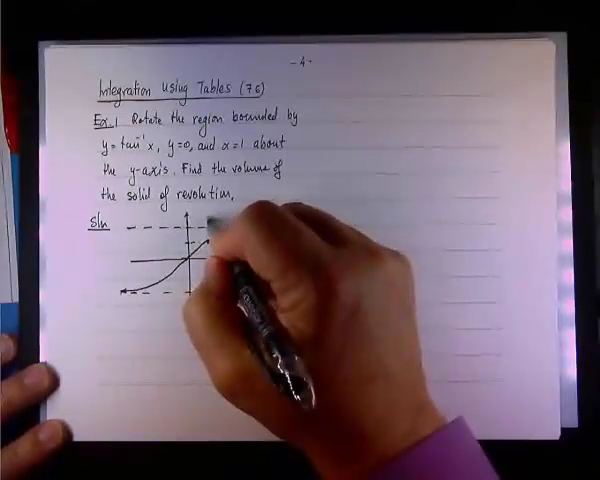 - 4 -
Integration Using Tables (7.6)
Ex.1 Rotate the region bounded by
y = tan⁻¹ x, y = 0, and x = 1 about
the y-axis. Find the volume of
the solid of revolution.
Sln